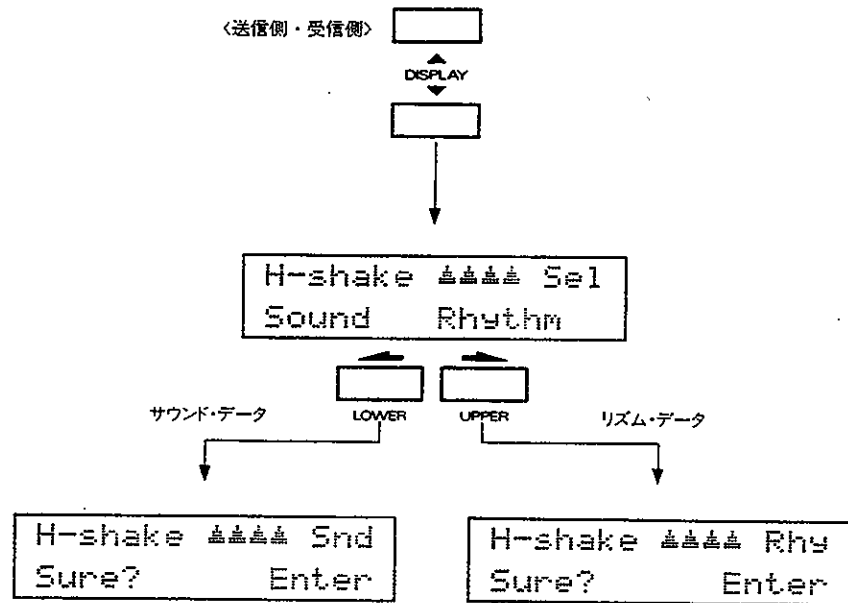 〈送信側・受信側〉
DISPLAY
H-shake Sel
Sound Rhythm
LOWER UPPER
サウンド・データ
リズム・データ
H-shake Snd
Sure? Enter
H-shake Rhy
Sure? Enter